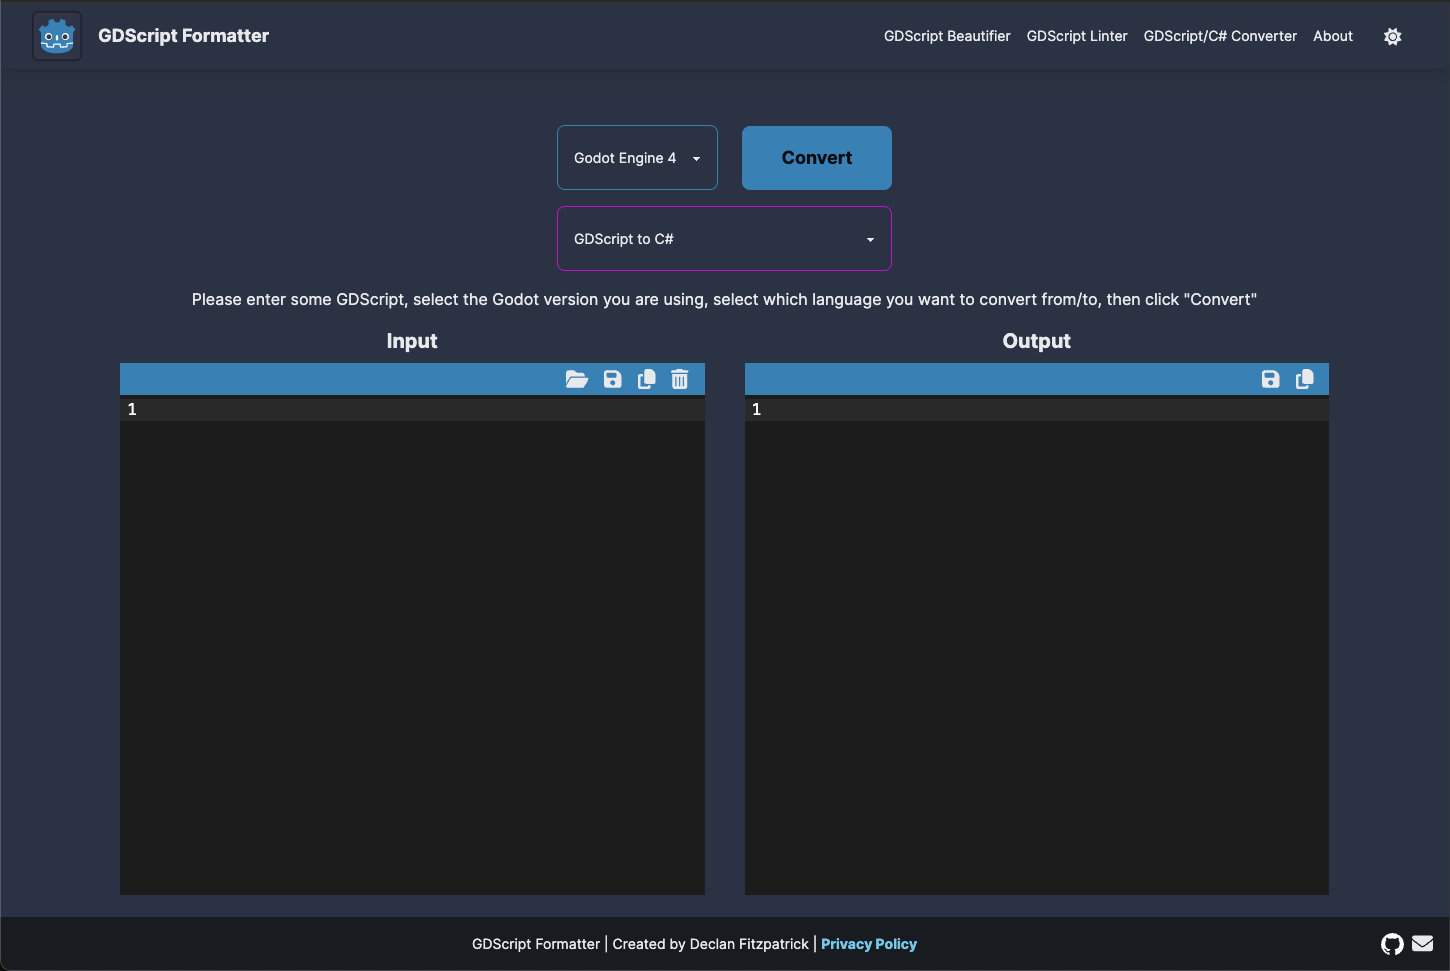 GDScript Formatter
GDScript Beautifier GDScript Linter GDScript/C# Converter About
Godot Engine 4
Convert
GDScript to C#
Please enter some GDScript, select the Godot version you are using, select which language you want to convert from/to, then click "Convert"
Input
1
Output
1
GDScript Formatter | Created by Declan Fitzpatrick | Privacy Policy